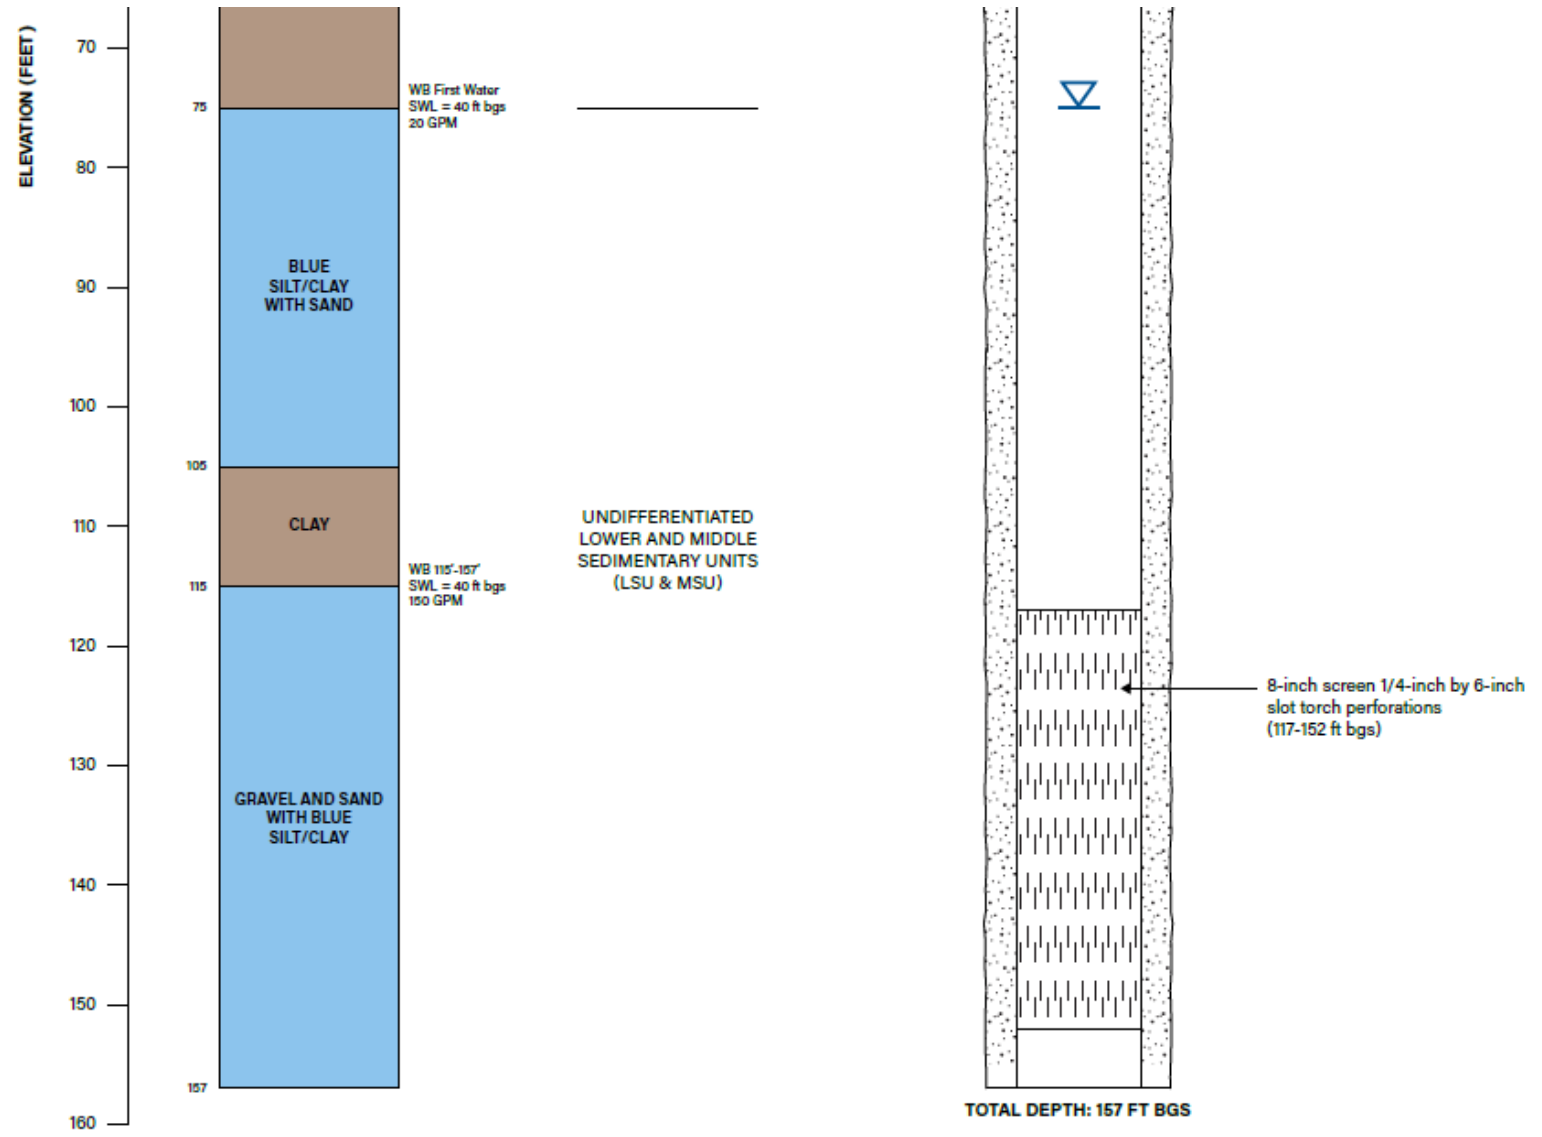 ELEVATION (FEET)
70
75
80
90
100
105
110
115
120
130
140
150
157
160
WB First Water
SWL = 40 ft bgs
20 GPM
BLUE
SILT/CLAY
WITH SAND
CLAY
WB 115'-157'
SWL = 40 ft bgs
150 GPM
GRAVEL AND SAND
WITH BLUE
SILT/CLAY
UNDIFFERENTIATED
LOWER AND MIDDLE
SEDIMENTARY UNITS
(LSU & MSU)
8-inch screen 1/4-inch by 6-inch
slot torch perforations
(117-152 ft bgs)
TOTAL DEPTH: 157 FT BGS